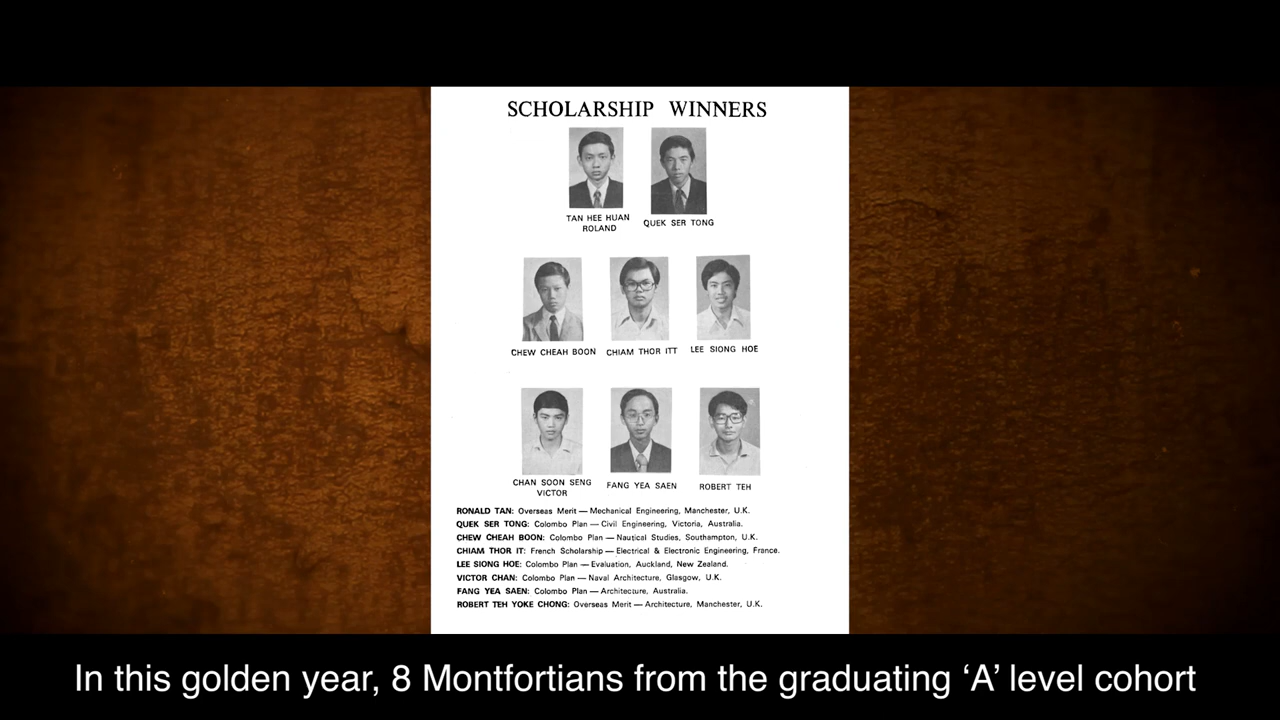 SCHOLARSHIP WINNERS
TAN HEE HUAN
ROLAND
QUEK SER TONG
CHEW CHEAH BOON
CHIAM THOR ITT
LEE SIONG HOE
CHAN SOON SENG
VICTOR
FANG YEA SAEN
ROBERT TEH
RONALD TAN: Overseas Merit — Mechanical Engineering, Manchester, U.K.
QUEK SER TONG: Colombo Plan — Civil Engineering, Victoria, Australia.
CHEW CHEAH BOON: Colombo Plan — Nautical Studies, Southampton, U.K.
CHIAM THOR IT: French Scholarship — Electrical & Electronic Engineering, France.
LEE SIONG HOE: Colombo Plan — Evaluation, Auckland, New Zealand.
VICTOR CHAN: Colombo Plan — Naval Architecture, Glasgow, U.K.
FANG YEA SAEN: Colombo Plan — Architecture, Australia.
ROBERT TEH YOKE CHONG: Overseas Merit — Architecture, Manchester, U.K.
In this golden year, 8 Montfortians from the graduating ‘A’ level cohort